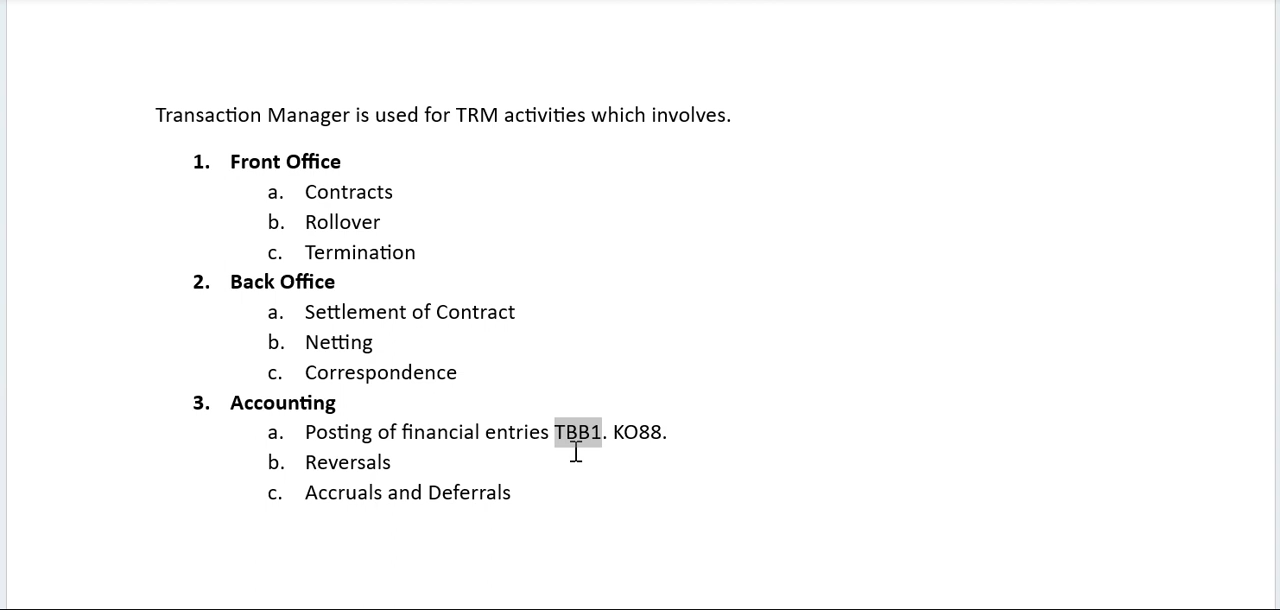 Transaction Manager is used for TRM activities which involves.
1. Front Office
a. Contracts
b. Rollover
c. Termination
2. Back Office
a. Settlement of Contract
b. Netting
c. Correspondence
3. Accounting
a. Posting of financial entries TBB1. KO88.
b. Reversals
c. Accruals and Deferrals